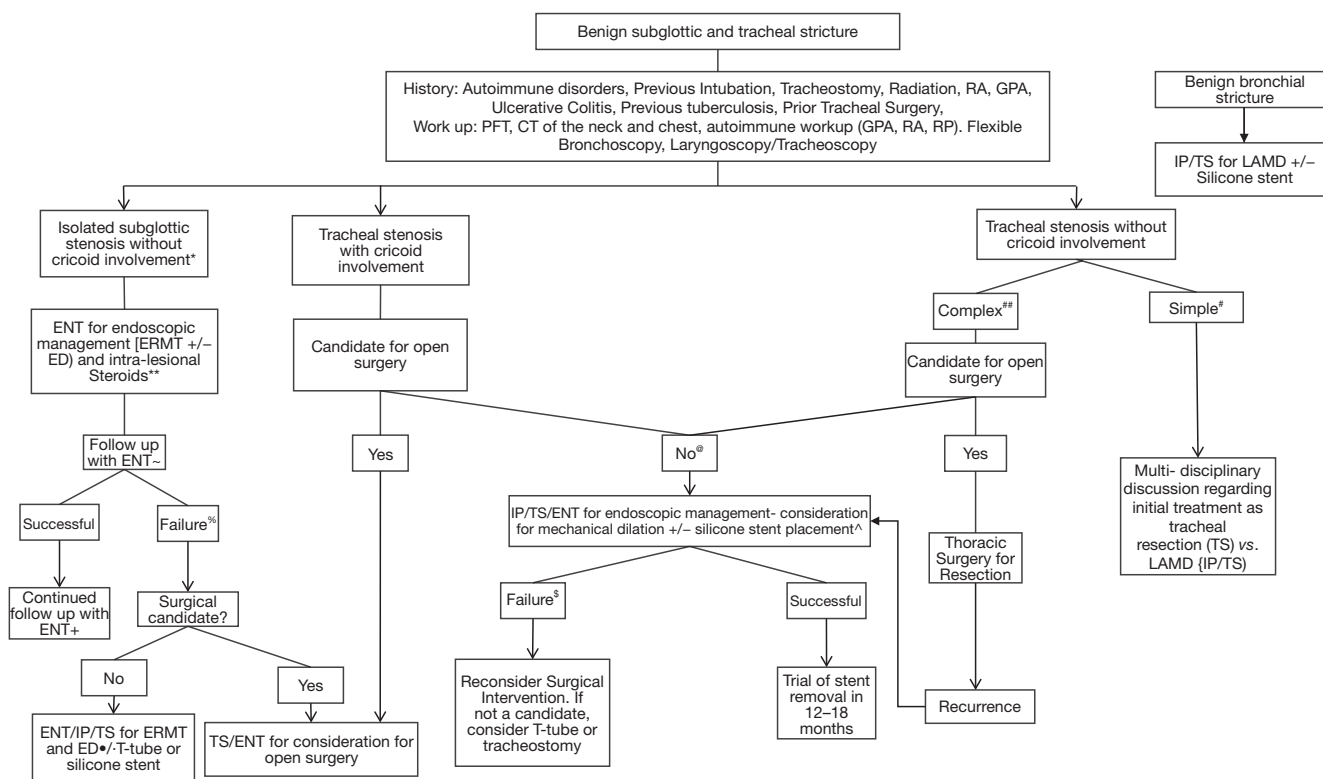 Benign subglottic and tracheal stricture
History: Autoimmune disorders, Previous Intubation, Tracheostomy, Radiation, RA, GPA,
Ulcerative Colitis, Previous tuberculosis, Prior Tracheal Surgery,
Work up: PFT, CT of the neck and chest, autoimmune workup (GPA, RA, RP). Flexible
Bronchoscopy, Laryngoscopy/Tracheoscopy
Benign bronchial
stricture
IP/TS for LAMD +/–
Silicone stent
Isolated subglottic
stenosis without
cricoid involvement*
Tracheal stenosis
with cricoid
involvement
Tracheal stenosis without
cricoid involvement
Complex##
Simple#
ENT for endoscopic
management [ERMT +/–
ED) and intra-lesional
Steroids**
Candidate for open
surgery
Candidate for open
surgery
Follow up
with ENT~
Yes
No@
Yes
Multi- disciplinary
discussion regarding
initial treatment as
tracheal
resection (TS) vs.
LAMD {IP/TS)
Successful
Failure%
IP/TS/ENT for endoscopic management- consideration
for mechanical dilation +/– silicone stent placement^
Thoracic
Surgery for
Resection
Continued
follow up with
ENT+
Surgical
candidate?
Failure$
Successful
No
Yes
Reconsider Surgical
Intervention. If
not a candidate,
consider T-tube or
tracheostomy
Trial of stent
removal in
12–18
months
Recurrence
ENT/IP/TS for ERMT
and ED•/·T-tube or
silicone stent
TS/ENT for consideration for
open surgery